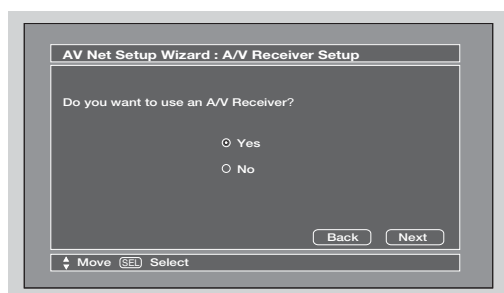 AV Net Setup Wizard : A/V Receiver Setup
Do you want to use an A/V Receiver?
Yes
No
Back Next
Move SEL Select